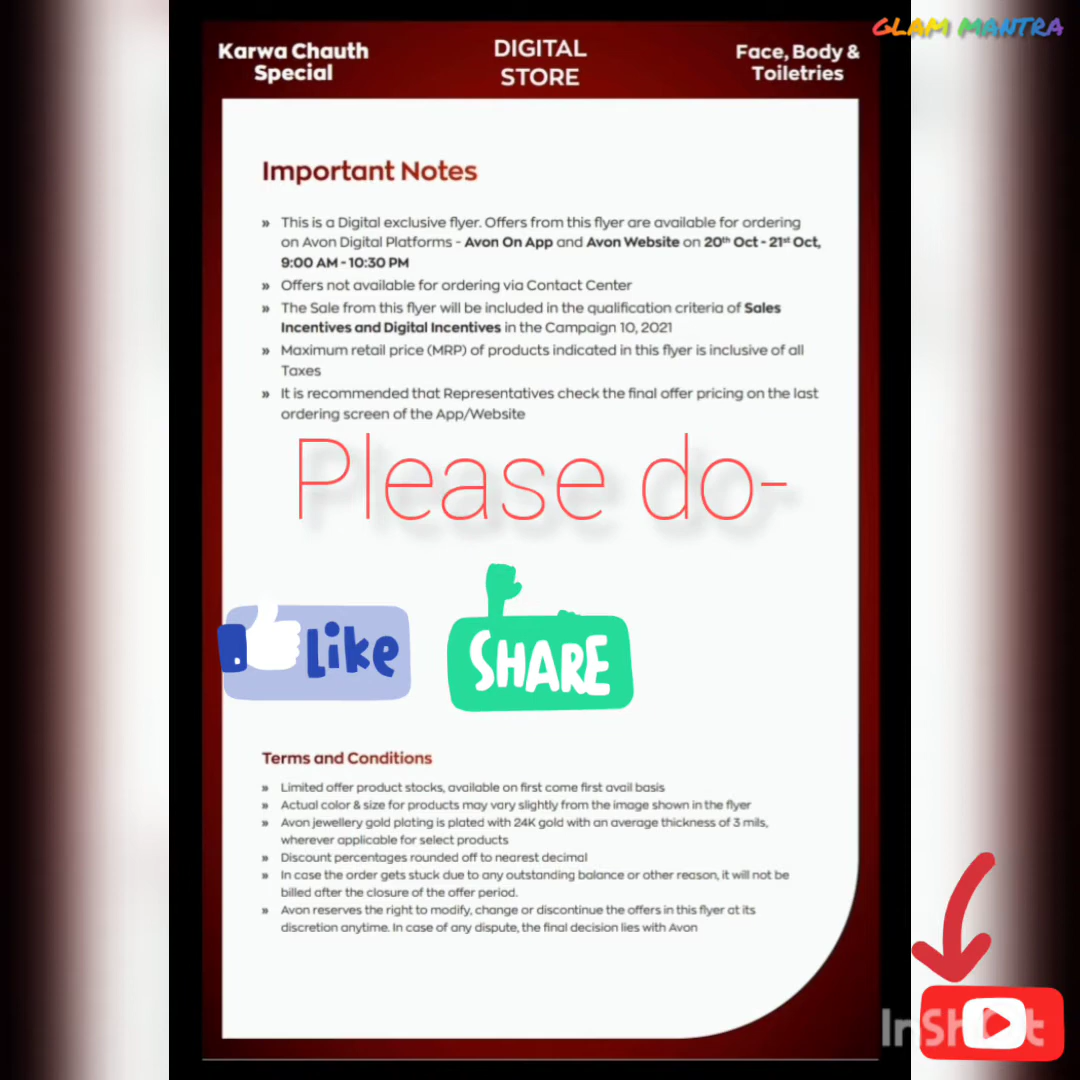 GLAM MANTRA
Karwa Chauth
Special
DIGITAL
STORE
Face, Body &
Toiletries
Important Notes
» This is a Digital exclusive flyer. Offers from this flyer are available for ordering
on Avon Digital Platforms - Avon On App and Avon Website on 20th Oct - 21st Oct,
9:00 AM - 10:30 PM
» Offers not available for ordering via Contact Center
» The Sale from this flyer will be included in the qualification criteria of Sales
Incentives and Digital Incentives in the Campaign 10, 2021
» Maximum retail price (MRP) of products indicated in this flyer is inclusive of all
Taxes
» It is recommended that Representatives check the final offer pricing on the last
ordering screen of the App/Website
Please do-
Like
SHARE
Terms and Conditions
» Limited offer product stocks, available on first come first avail basis
» Actual color & size for products may vary slightly from the image shown in the flyer
» Avon jewellery gold plating is plated with 24K gold with an average thickness of 3 mils,
wherever applicable for select products
» Discount percentages rounded off to nearest decimal
» In case the order gets stuck due to any outstanding balance or other reason, it will not be
billed after the closure of the offer period.
» Avon reserves the right to modify, change or discontinue the offers in this flyer at its
discretion anytime. In case of any dispute, the final decision lies with Avon